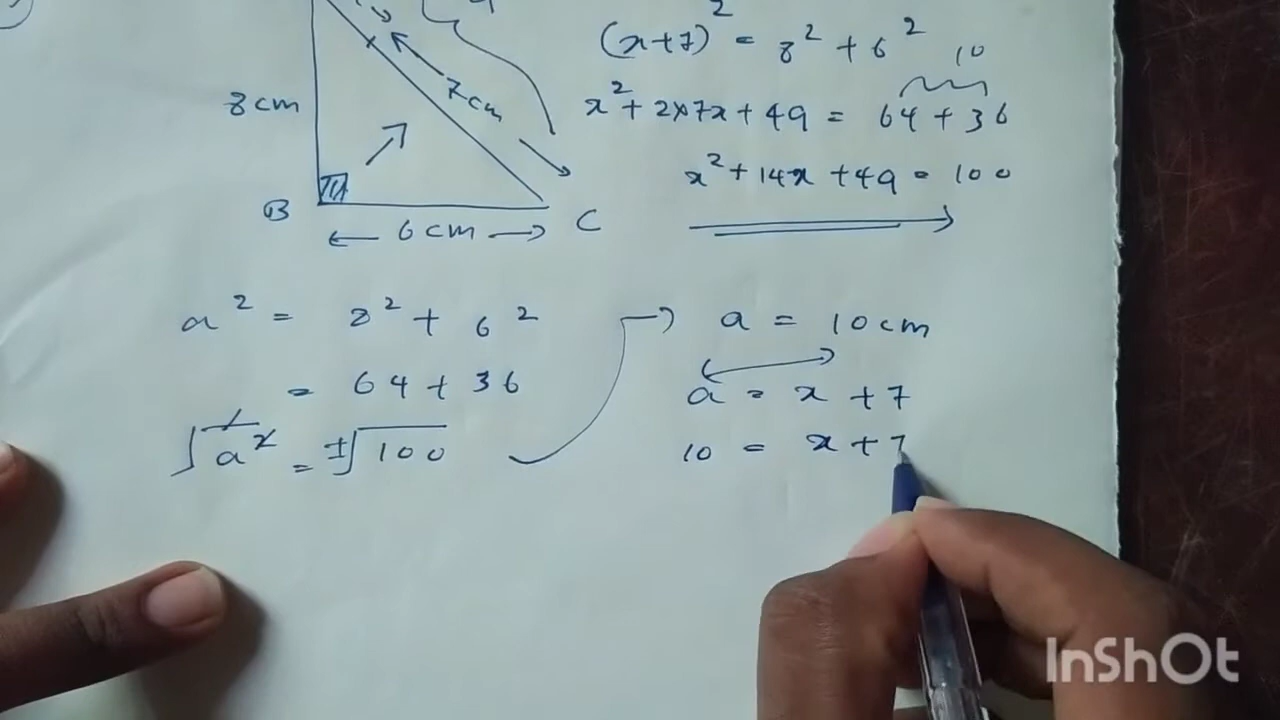 (x+7)² = 8² + 6²
10
8cm
7cm
x² + 2×7x + 49 = 64 + 36
x² + 14x + 49 = 100
B
6cm
C
a² = 8² + 6²
= 64 + 36
√a² = ±√100
a = 10cm
a = x + 7
10 = x + 7
InShOt